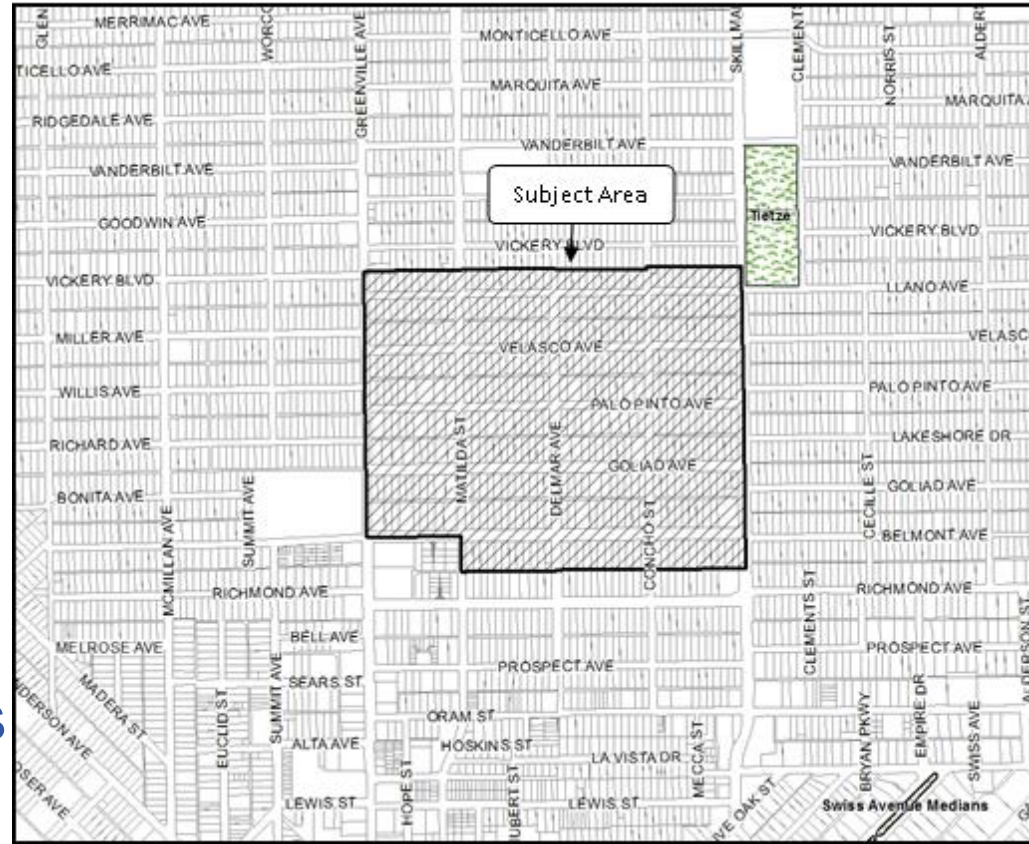 GLEN
MERRIMAC AVE
WORC
GREENVILLE AVE
MONTICELLO AVE
SKILLMA
CLEMENTS
NORRIS ST
ALDERS
TICELLO AVE
MARQUITA AVE
MARQUITA
RIDGEDALE AVE
VANDERBILT AVE
VANDERBILT AVE
VANDERBILT AVE
Subject Area
Tietze
GOODWIN AVE
VICKERY BLVD
VICKERY BLVD
VICKERY BLVD
LLANO AVE
MILLER AVE
VELASCO AVE
VELASC
WILLIS AVE
PALO PINTO AVE
PALO PINTO AVE
RICHARD AVE
MATILDA ST
DELMAR AVE
GOLIAD AVE
LAKESHORE DR
CECILLE ST
GOLIAD AVE
BONITA AVE
SUMMIT AVE
MCMILLAN AVE
CONCHO ST
BELMONT AVE
RICHMOND AVE
RICHMOND AVE
CLEMENTS ST
BELL AVE
MELROSE AVE
PROSPECT AVE
PROSPECT AVE
MADERA ST
SUMMIT AVE
SEARS ST
EUCLID ST
ORAM ST
MECCA ST
BRYAN PKWY
EMPIRE DR
SWISS AVE
ALTA AVE
HOSKINS ST
LA VISTA DR
HOPE ST
LEWIS ST
LEWIS ST
Swiss Avenue Medians
s